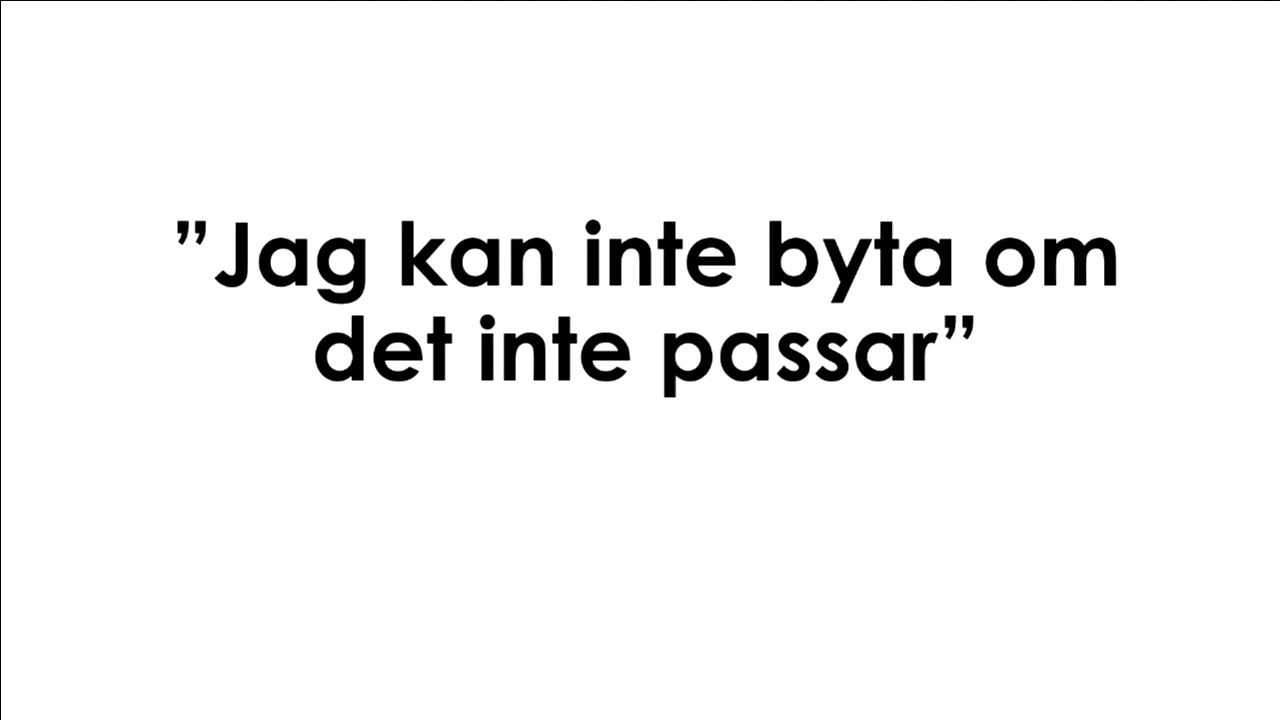 ”Jag kan inte byta om
det inte passar”